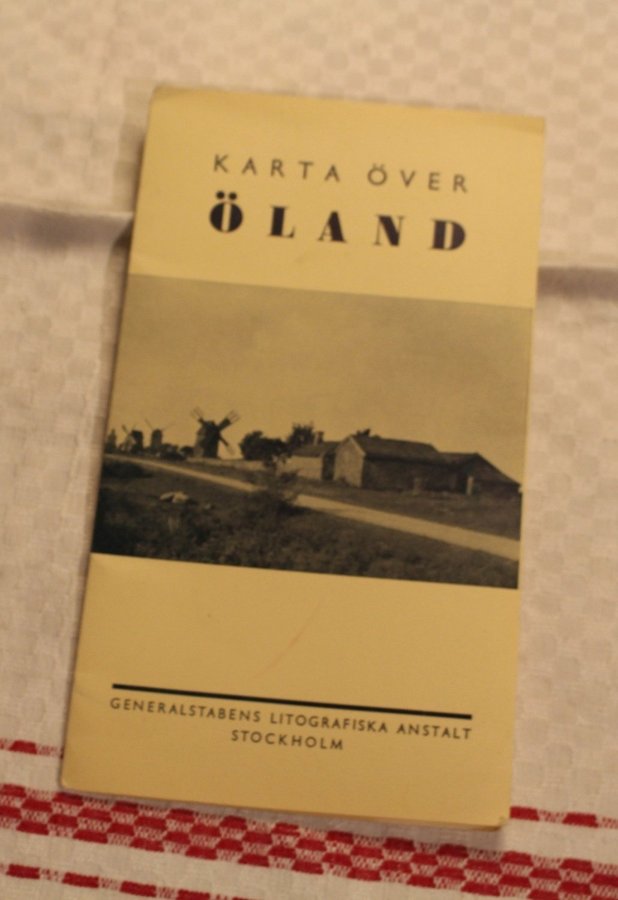 KARTA ÖVER
ÖLAND
GENERALSTABENS LITOGRAFISKA ANSTALT
STOCKHOLM